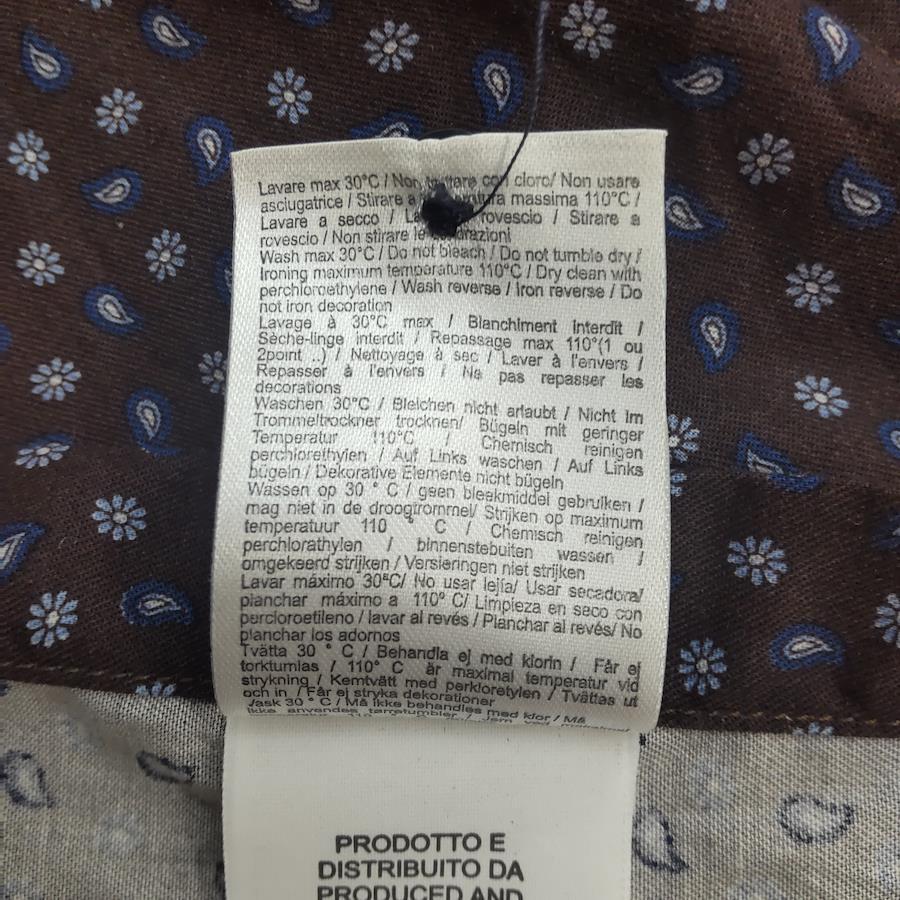 Lavare max 30°C / Non con cloro/ Non usare
asciugatrice / Stirare a massima 110°C /
Lavare a secco / rovescio / Stirare a
rovescio / Non stirare le
Wash max 30°C / Do not bleach / Do not tumble dry /
Ironing maximum temperature 110°C / Dry clean with
perchloroethylene / Wash reverse / Iron reverse / Do
not iron decoration
Lavage à 30°C max / Blanchiment interdit /
Sèche-linge interdit / Repassage max 110°(1 ou
2point ..) / Nettoyage à sec / Laver à l'envers /
Repasser à l'envers / Ne pas repasser les
decorations
Waschen 30°C / Bleichen nicht arlaubt / Nicht im
Trommeltrockner trocknen/ Bügeln mit geringer
Temperatur 110°C / Chemisch reinigen
perchlorethylen / Auf Links waschen / Auf Links
bügeln / Dekorative Elemente nicht bügeln
Wassen op 30 ° C / geen bleekmiddel gebruiken /
mag niet in de droogtrommel/ Strijken op maximum
temperatuur 110 ° C / Chemisch reinigen
perchlorathylen / binnenstebuiten wassen /
omgekeerd strijken / Versieringen niet strijken
Lavar máximo 30°C/ No usar lejía/ Usar secadora/
planchar máximo a 110° C/ Limpieza en seco con
percloroetileno / lavar al revés / Planchar al revés/ No
planchar los adornos
Tvätta 30 ° C / Behandla ej med klorin / Får ej
torktumlas / 110° C är maximal temperatur vid
strykning / Kemtvätt med perkloretylen / Tvättas ut
och in / Får ej stryka dekorationer
Vask 30 ° C / Må ikke behandles med klor / Må
ikke anvendes tørretumbler /
PRODOTTO E
DISTRIBUITO DA
PRODUCED AND